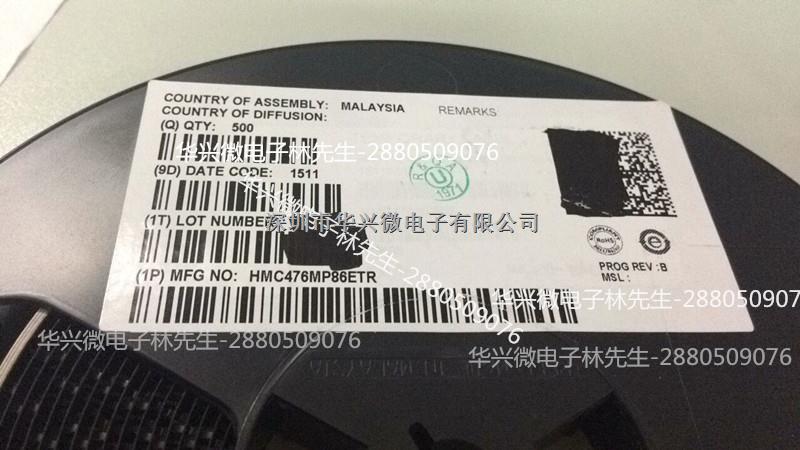 COUNTRY OF ASSEMBLY: MALAYSIA REMARKS
COUNTRY OF DIFFUSION:
(Q) QTY: 500
华兴微电子林先生-2880509076
(9D) DATE CODE: 1511
华兴微电子林先生-2880509076
(1T) LOT NUMBER
深圳市华兴微电子有限公司
COMPLIANT
RoHS
(1P) MFG NO: HMC476MP86ETR
PROG REV :B
MSL :
U
1971
华兴微电子林先生-2880509076
华兴微电子林先生-2880509076
华兴微电子林先生-2880509076